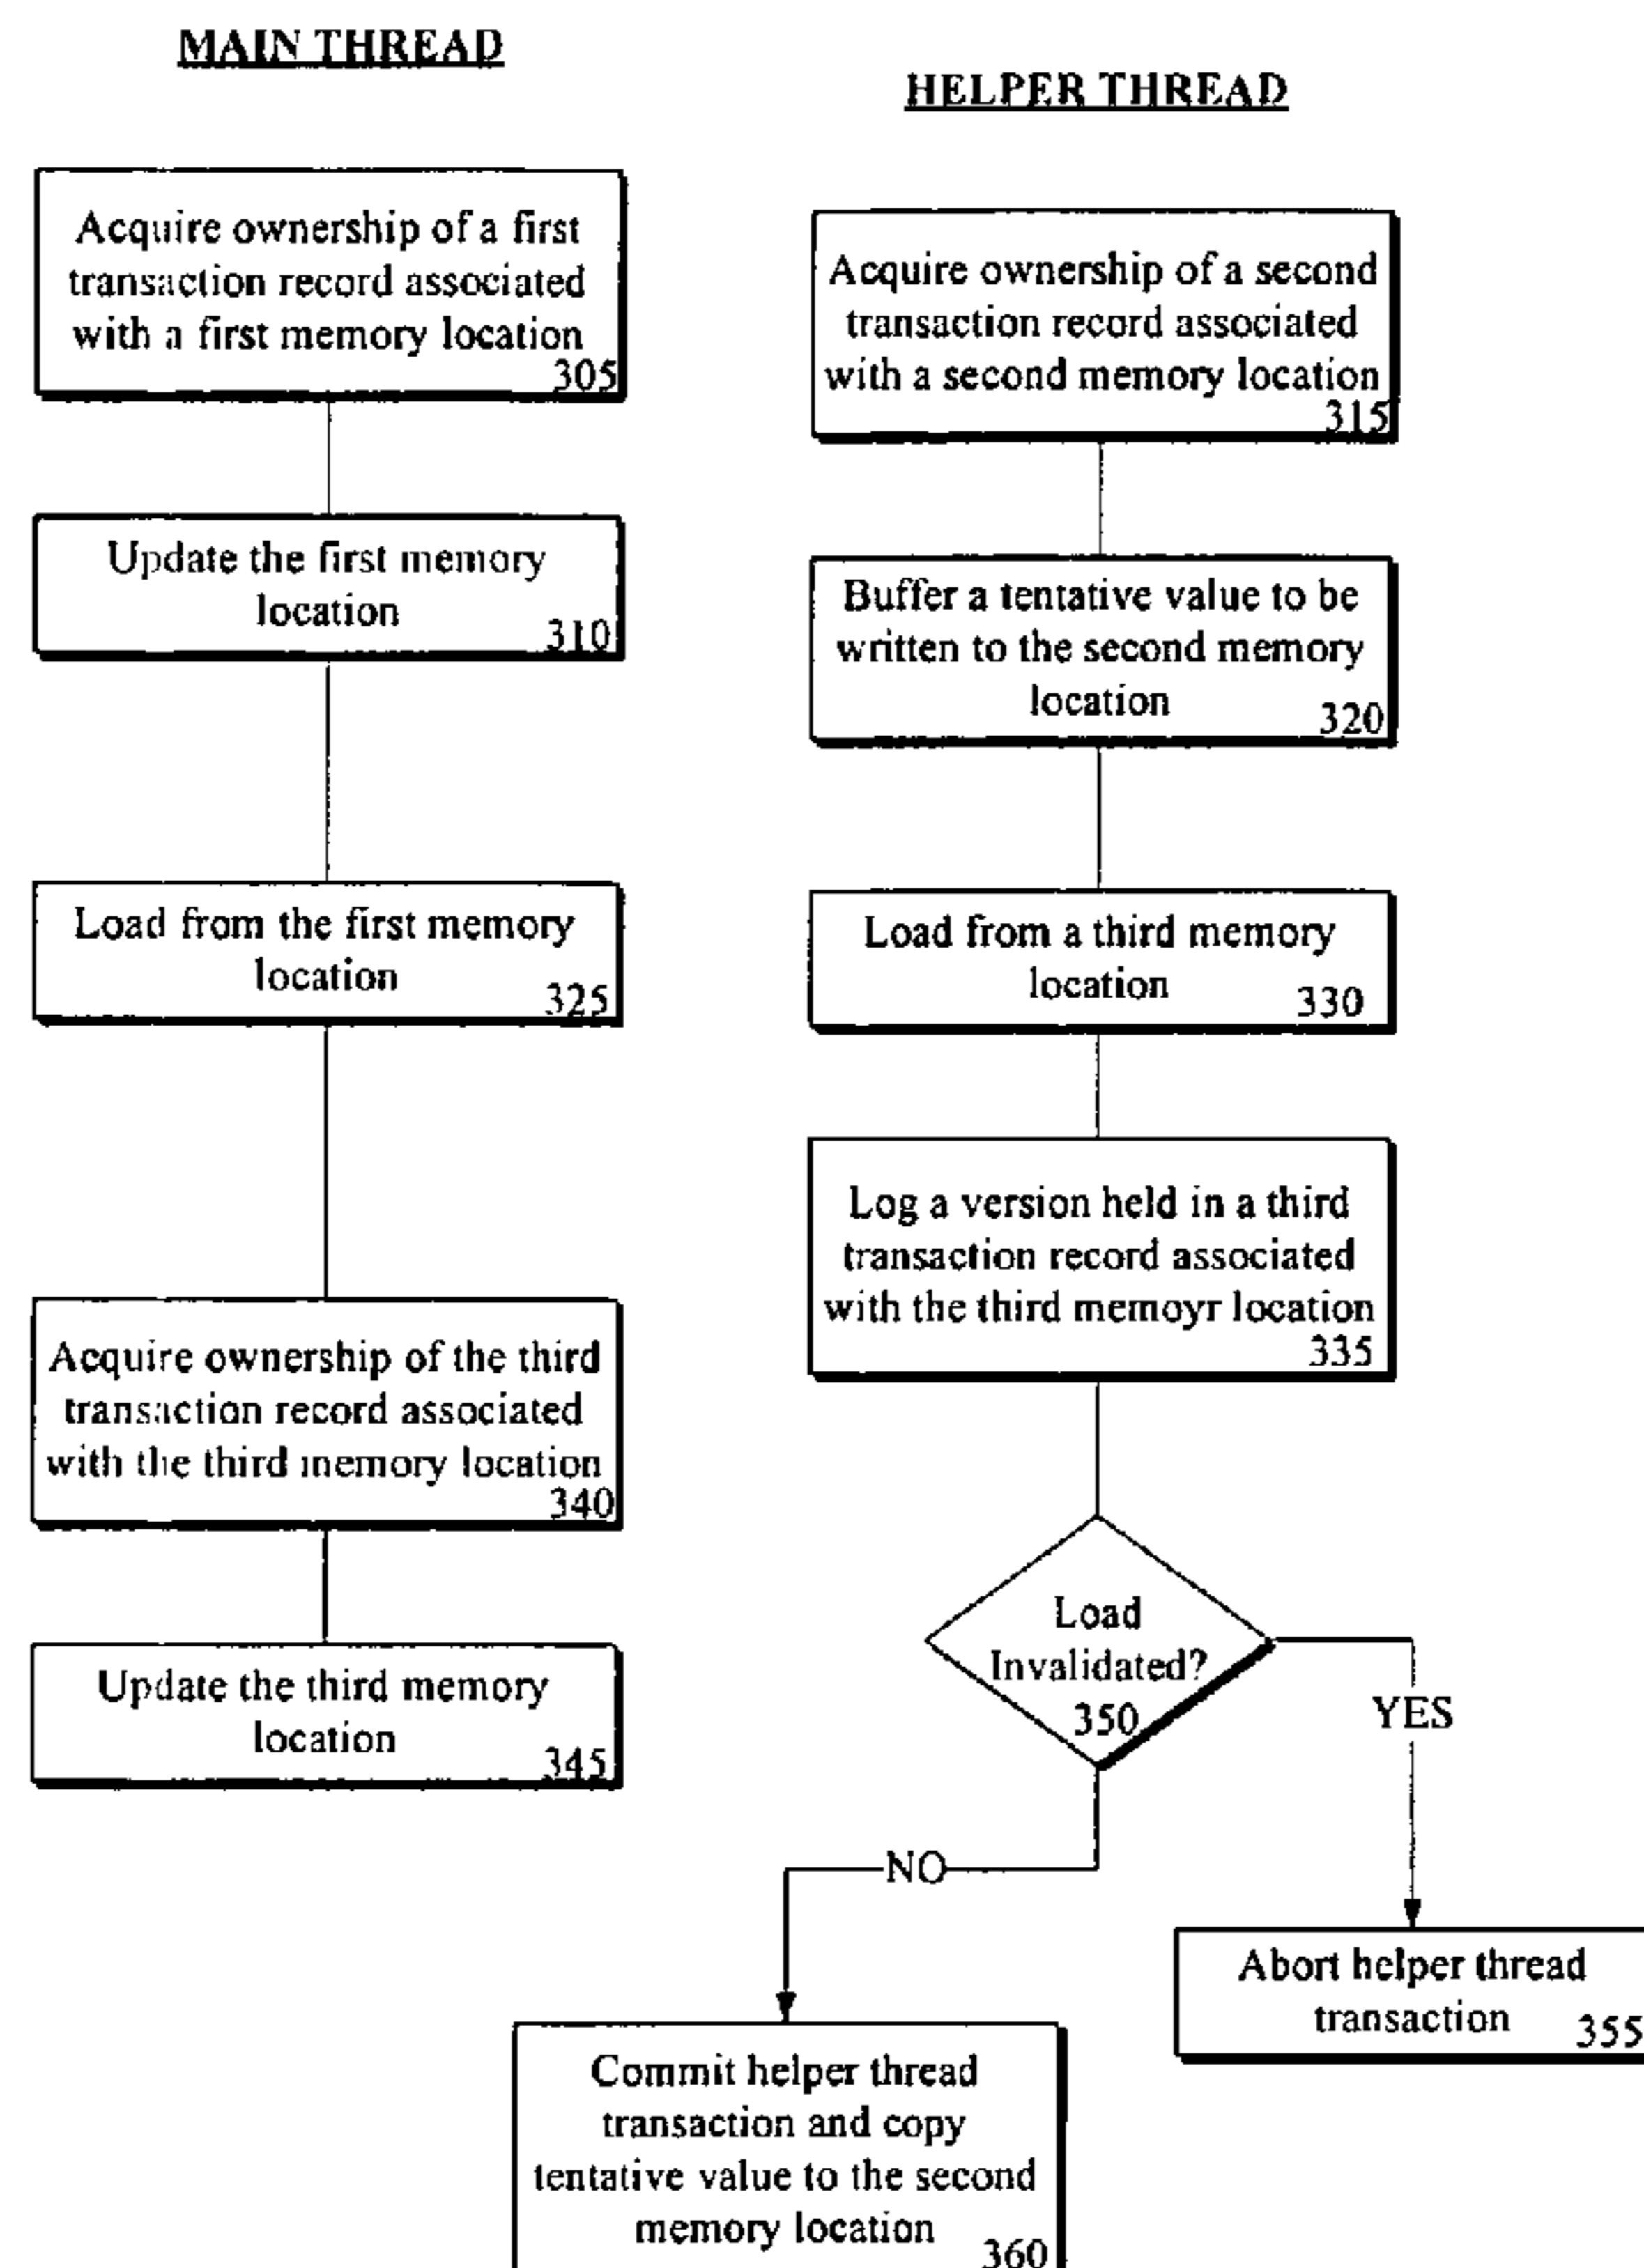 MAIN THREAD
Acquire ownership of a first
transaction record associated
with a first memory location
305
Update the first memory
location
310
Load from the first memory
location
325
Acquire ownership of the third
transaction record associated
with the third memory location
340
Update the third memory
location
345
HELPER THREAD
Acquire ownership of a second
transaction record associated
with a second memory location
315
Buffer a tentative value to be
written to the second memory
location
320
Load from a third memory
location
330
Log a version held in a third
transaction record associated
with the third memoyr location
335
Load
Invalidated?
350
YES
NO
Abort helper thread
transaction
355
Commit helper thread
transaction and copy
tentative value to the second
memory location
360